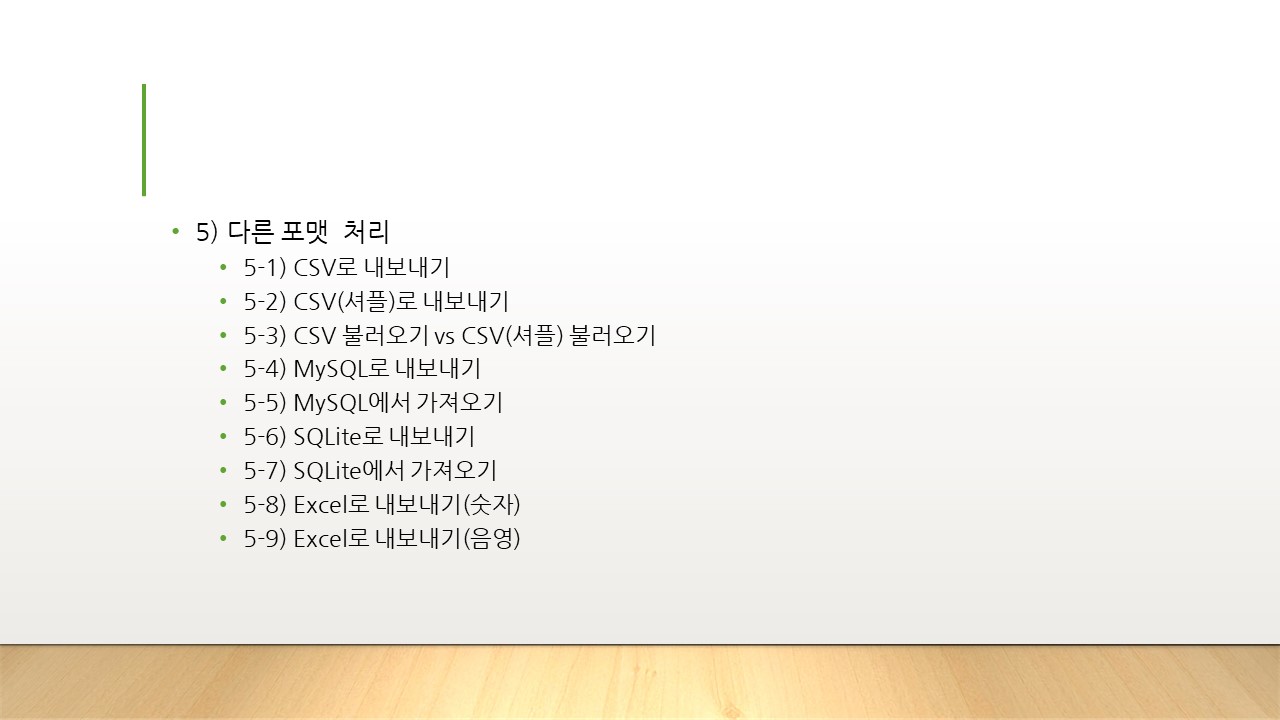 5) 다른 포맷 처리
5-1) CSV로 내보내기
5-2) CSV(셔플)로 내보내기
5-3) CSV 불러오기 vs CSV(셔플) 불러오기
5-4) MySQL로 내보내기
5-5) MySQL에서 가져오기
5-6) SQLite로 내보내기
5-7) SQLite에서 가져오기
5-8) Excel로 내보내기(숫자)
5-9) Excel로 내보내기(음영)